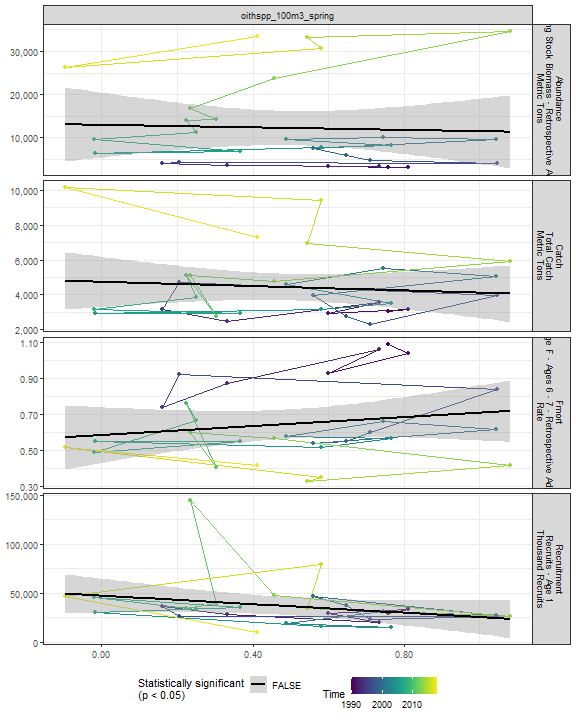 oithspp_100m3_spring
30,000
20,000
10,000
Abundance
ng Stock Biomass - Retrospective A
Metric Tons
10,000
8,000
6,000
4,000
2,000
Catch
Total Catch
Metric Tons
1.10
0.90
0.70
0.50
0.30
Fmort
ge F - Ages 6 - 7 - Retrospective Ad
Rate
150,000
100,000
50,000
0
Recruitment
Recruits - Age 1
Thousand Recruits
0.00
0.40
0.80
Statistically significant
(p < 0.05)
FALSE
Time
1990
2000
2010